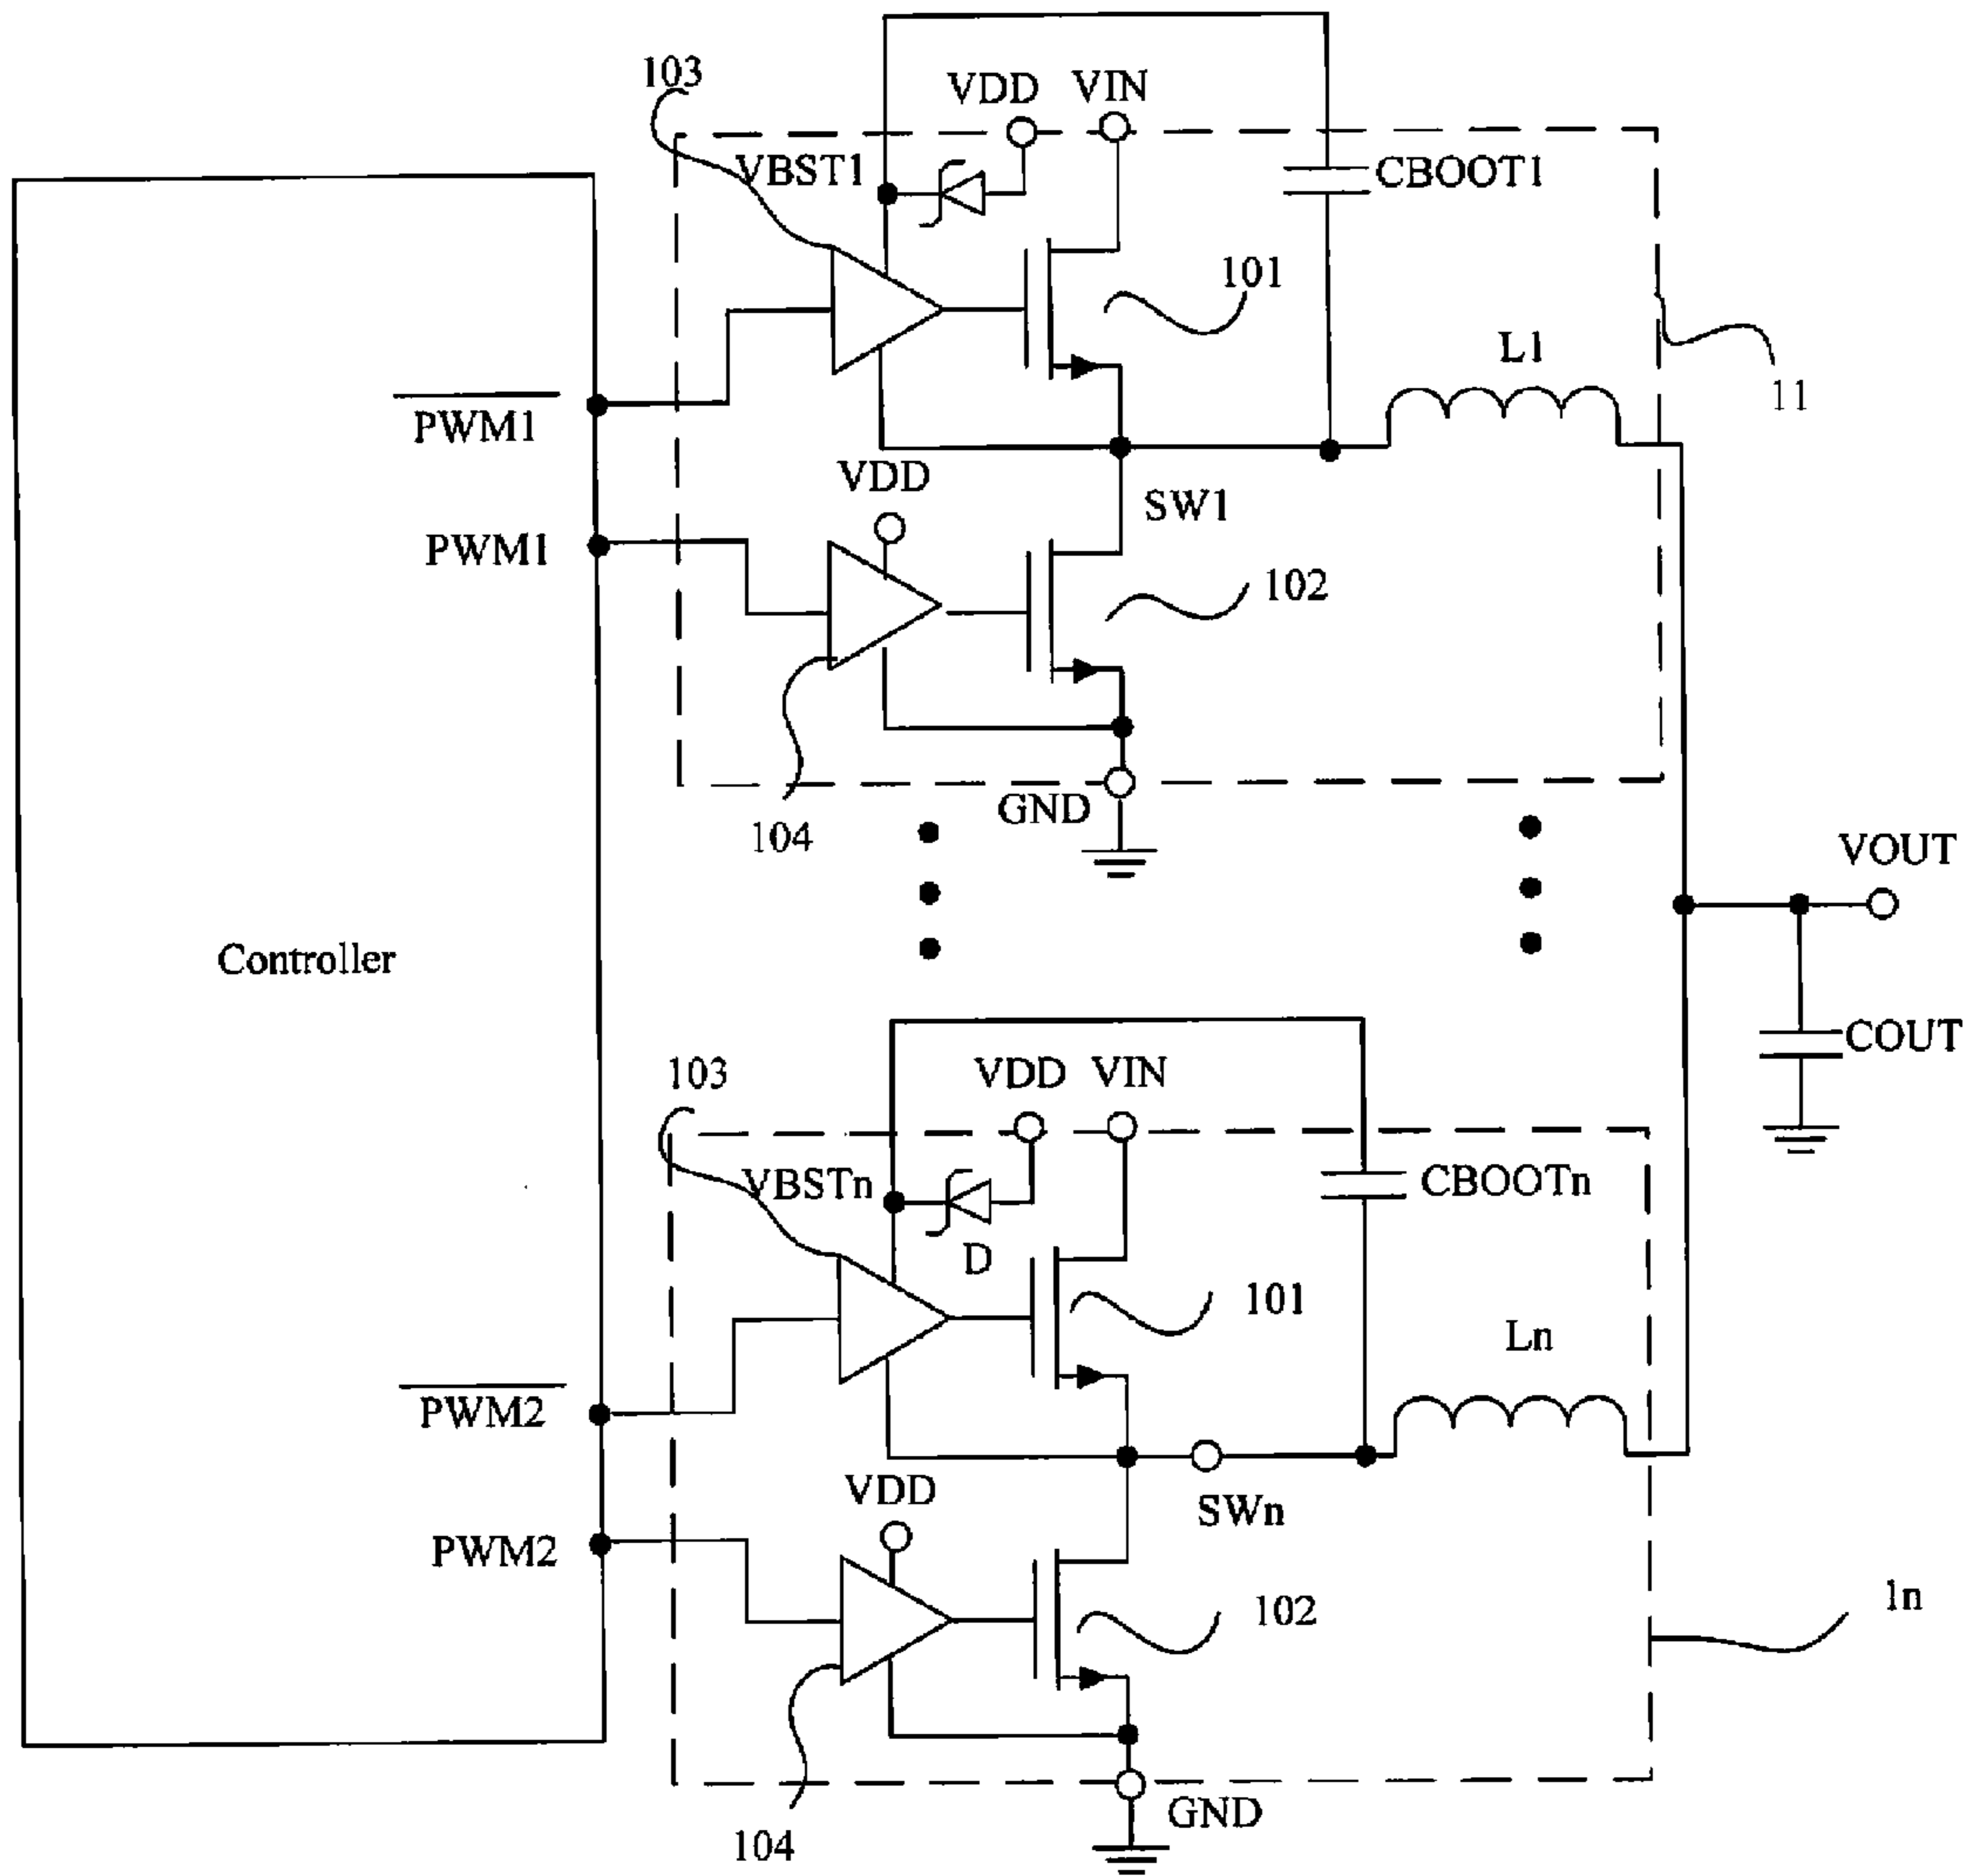 103
VDD
VIN
VBST1
CBOOT1
101
L1
11
PWM1
VDD
SW1
PWM1
102
GND
104
VOUT
Controller
COUT
103
VDD
VIN
VBSTn
CBOOTn
D
101
Ln
PWM2
VDD
SWn
PWM2
102
1n
GND
104